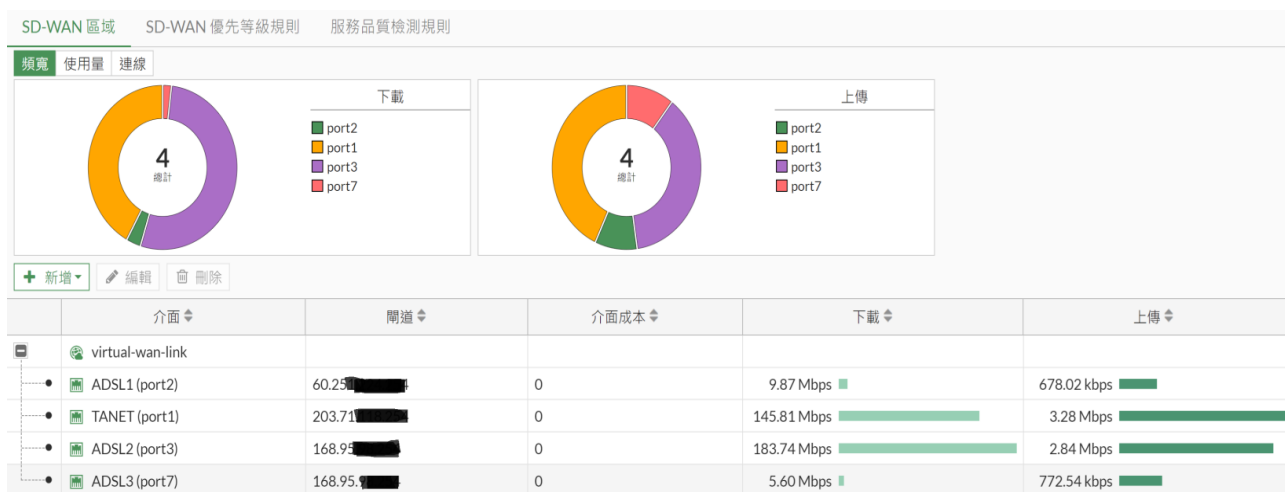 SD-WAN 區域 SD-WAN 優先等級規則 服務品質檢測規則
頻寬 使用量 連線
下載
4
總計
port2
port1
port3
port7
上傳
4
總計
port2
port1
port3
port7
新增 編輯 刪除
介面 閘道 介面成本 下載 上傳
virtual-wan-link
ADSL1 (port2) 60.25 4 0 9.87 Mbps 678.02 kbps
TANET (port1) 203.71 0 145.81 Mbps 3.28 Mbps
ADSL2 (port3) 168.95 0 183.74 Mbps 2.84 Mbps
ADSL3 (port7) 168.95. 0 5.60 Mbps 772.54 kbps